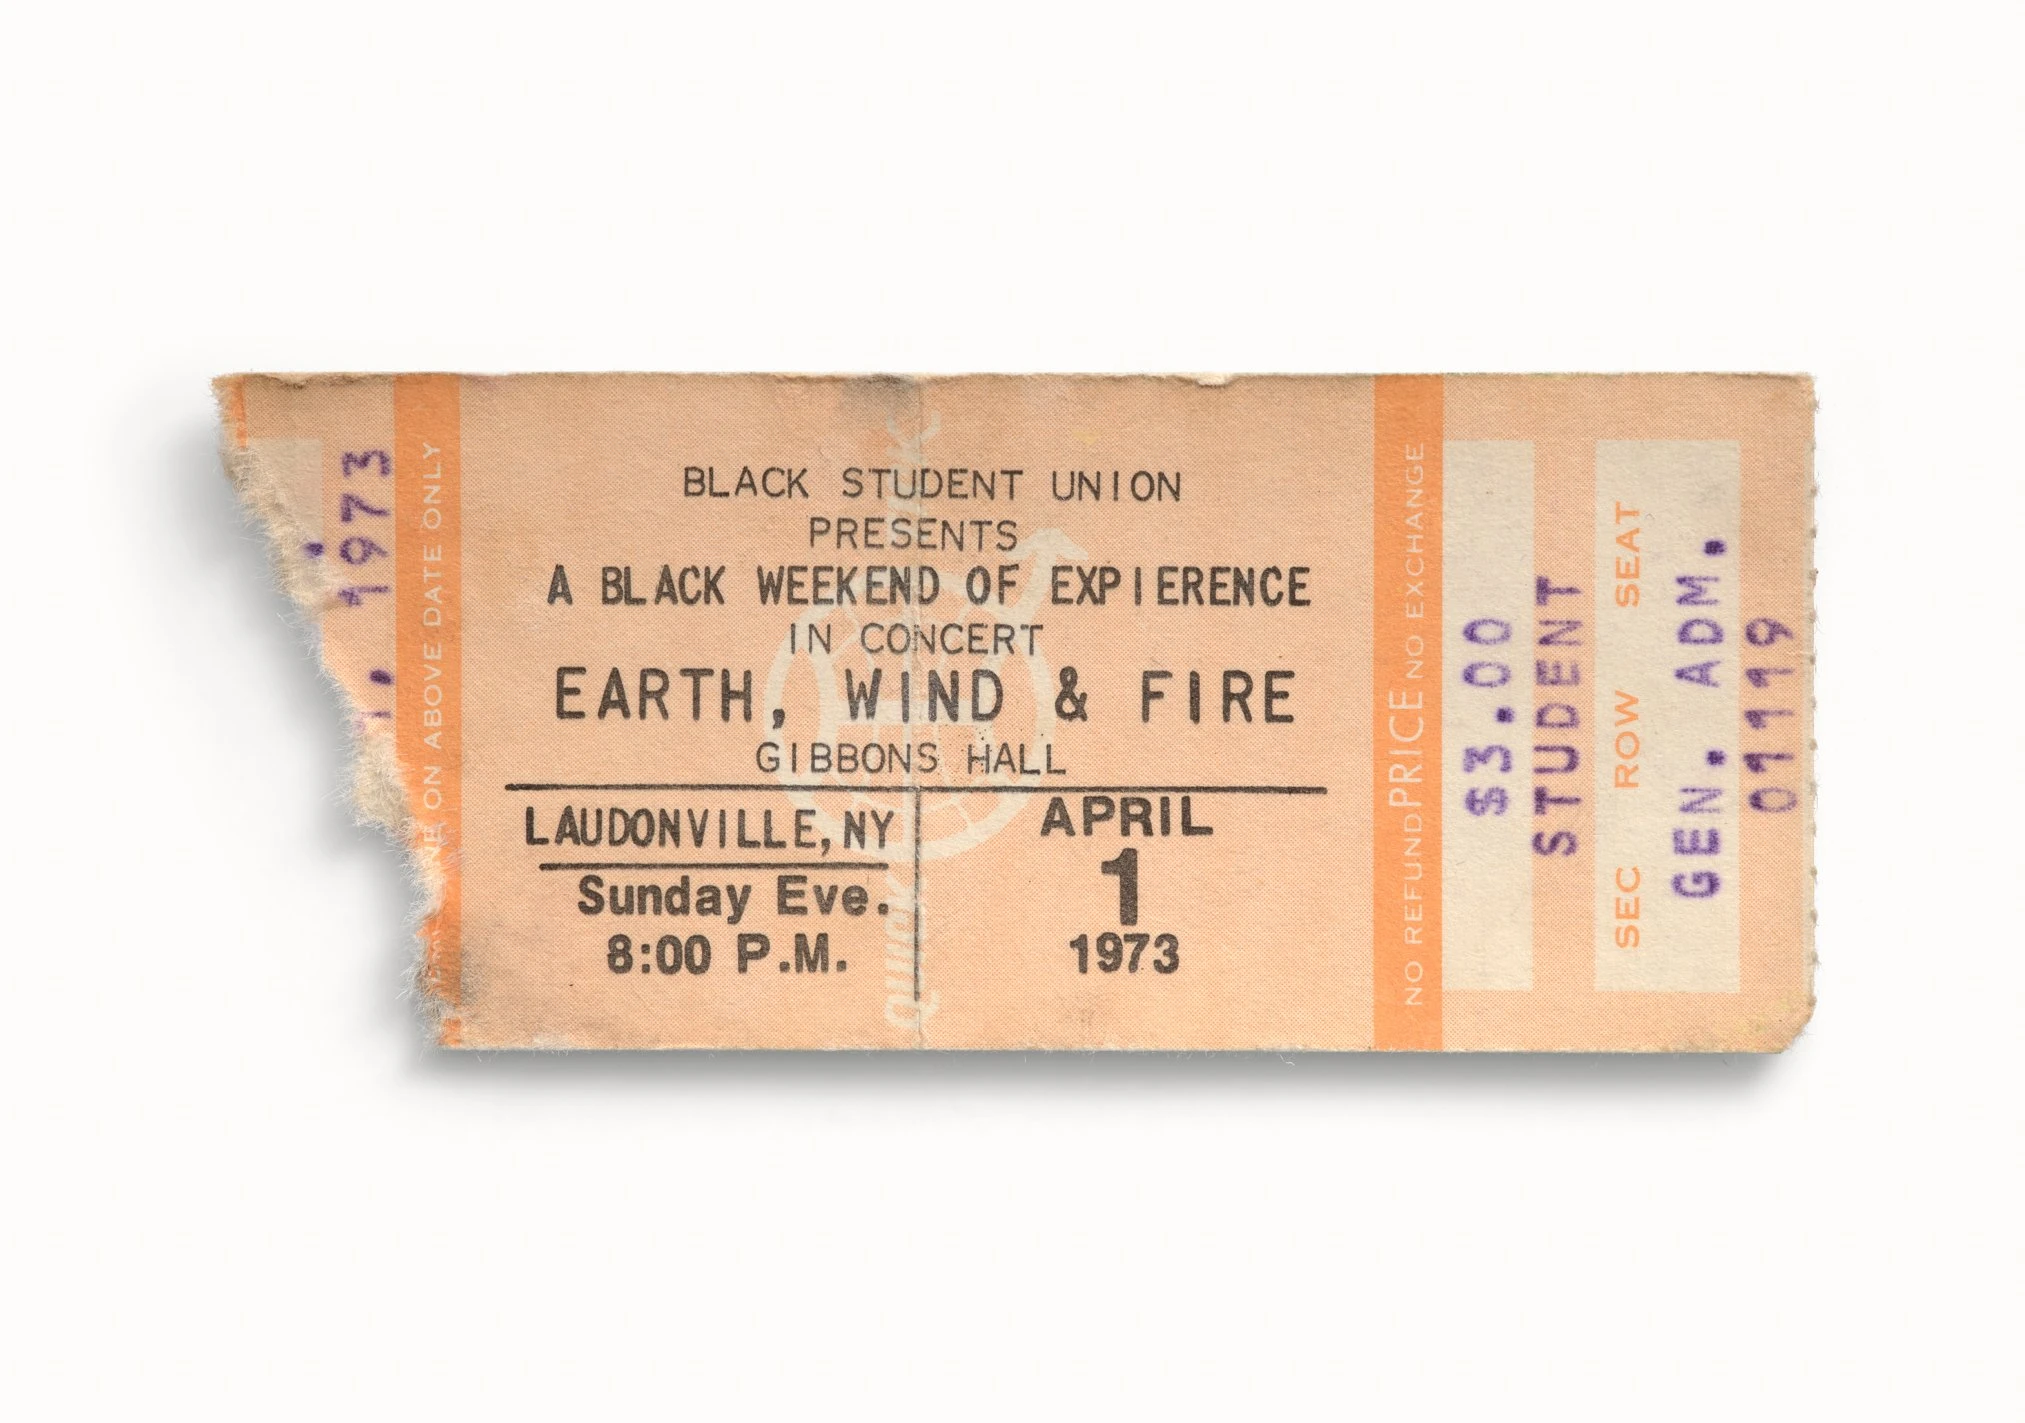 1, 1973
E ON ABOVE DATE ONLY
BLACK STUDENT UNION
PRESENTS
A BLACK WEEKEND OF EXPIERENCE
IN CONCERT
EARTH, WIND & FIRE
GIBBONS HALL
LAUDONVILLE,NY
Sunday Eve.
8:00 P.M.
APRIL
1
1973
NO REFUND PRICE NO EXCHANGE
$3.00
STUDENT
SEC ROW SEAT
GEN. ADM.
01119